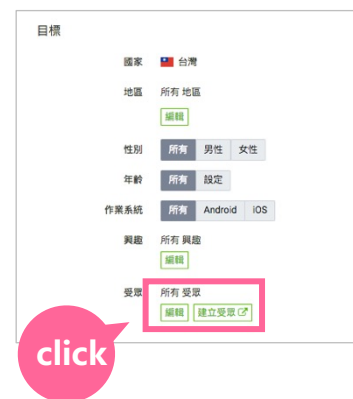 目標
國家 台灣
地區 所有 地區
編輯
性別 所有 男性 女性
年齡 所有 設定
作業系統 所有 Android iOS
興趣 所有 興趣
編輯
受眾 所有 受眾
編輯 建立受眾
click